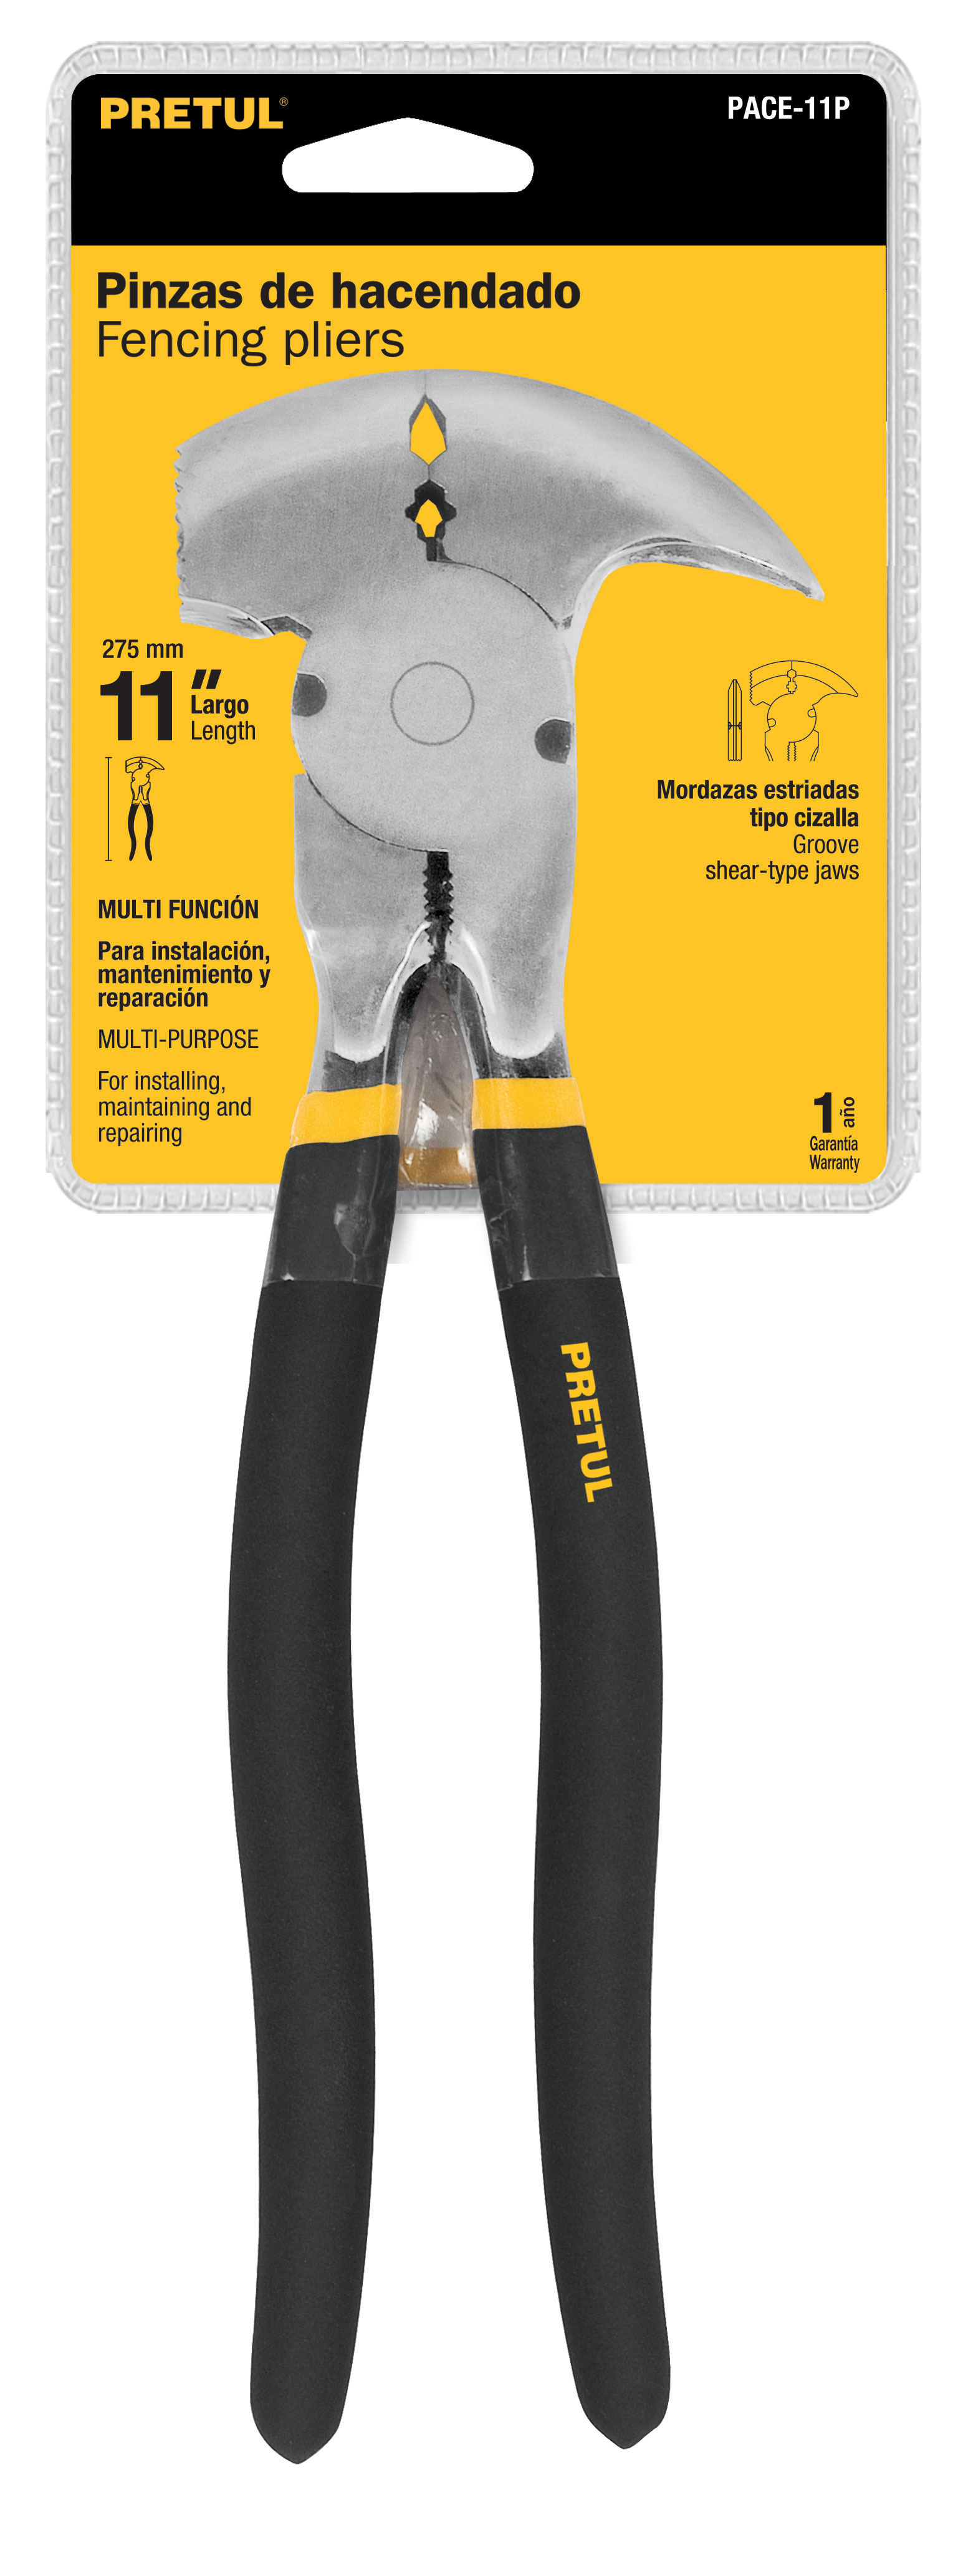 PRETUL®
PACE-11P
Pinzas de hacendado
Fencing pliers
275 mm
11"
Largo
Length
Mordazas estriadas
tipo cizalla
Groove
shear-type jaws
MULTI FUNCIÓN
Para instalación,
mantenimiento y
reparación
MULTI-PURPOSE
For installing,
maintaining and
repairing
1 año
Garantía
Warranty
PRETUL